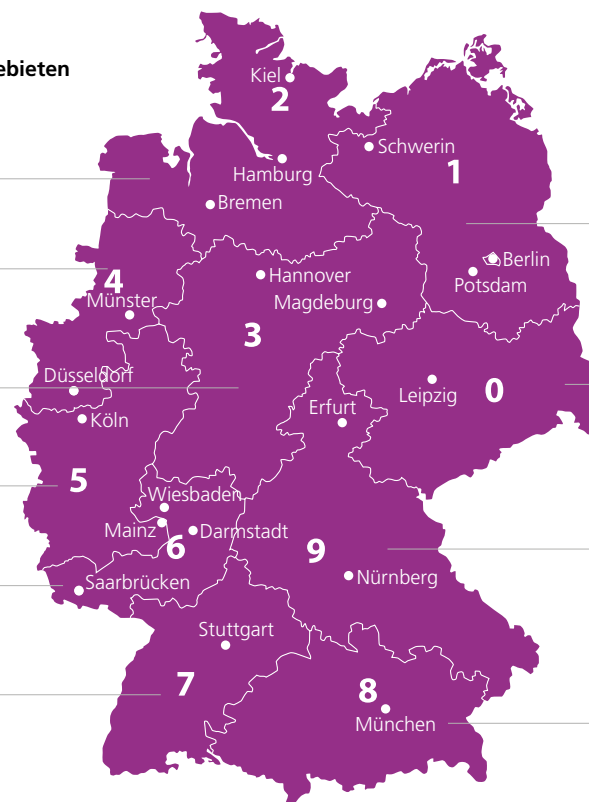 ebieten
Kiel
2
Schwerin
Hamburg
1
Bremen
Berlin
Hannover
4
Potsdam
Münster
Magdeburg
3
Düsseldorf
Leipzig
0
Erfurt
Köln
5
Wiesbaden
Mainz
Darmstadt
6
9
Nürnberg
Saarbrücken
Stuttgart
7
8
München